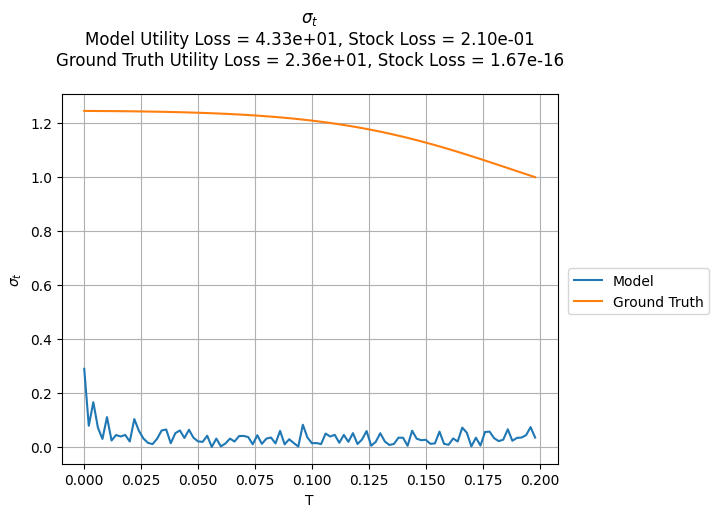 σₜ
Model Utility Loss = 4.33e+01, Stock Loss = 2.10e-01
Ground Truth Utility Loss = 2.36e+01, Stock Loss = 1.67e-16
1.2
1.0
0.8
0.6
0.4
0.2
0.0
σₜ
0.000 0.025 0.050 0.075 0.100 0.125 0.150 0.175 0.200
T
Model
Ground Truth